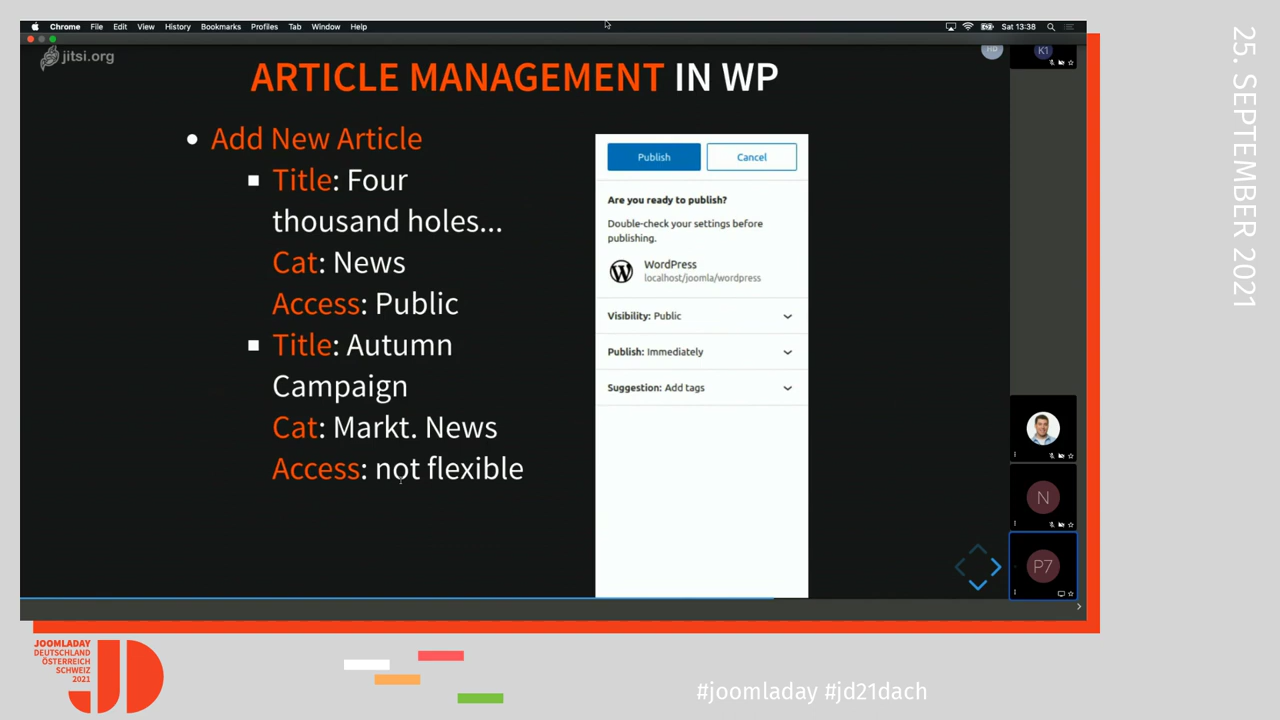 Chrome File Edit View History Bookmarks Profiles Tab Window Help
Sat 13:38
jitsi.org
HD
K1
ARTICLE MANAGEMENT IN WP
Add New Article
Title: Four
thousand holes...
Cat: News
Access: Public
Title: Autumn
Campaign
Cat: Markt. News
Access: not flexible
Publish
Cancel
Are you ready to publish?
Double-check your settings before
publishing.
WordPress
localhost/joomla/wordpress
Visibility: Public
Publish: Immediately
Suggestion: Add tags
N
P7
25. SEPTEMBER 2021
JOOMLADAY
DEUTSCHLAND
ÖSTERREICH
SCHWEIZ
2021
JD
#joomladay #jd21dach